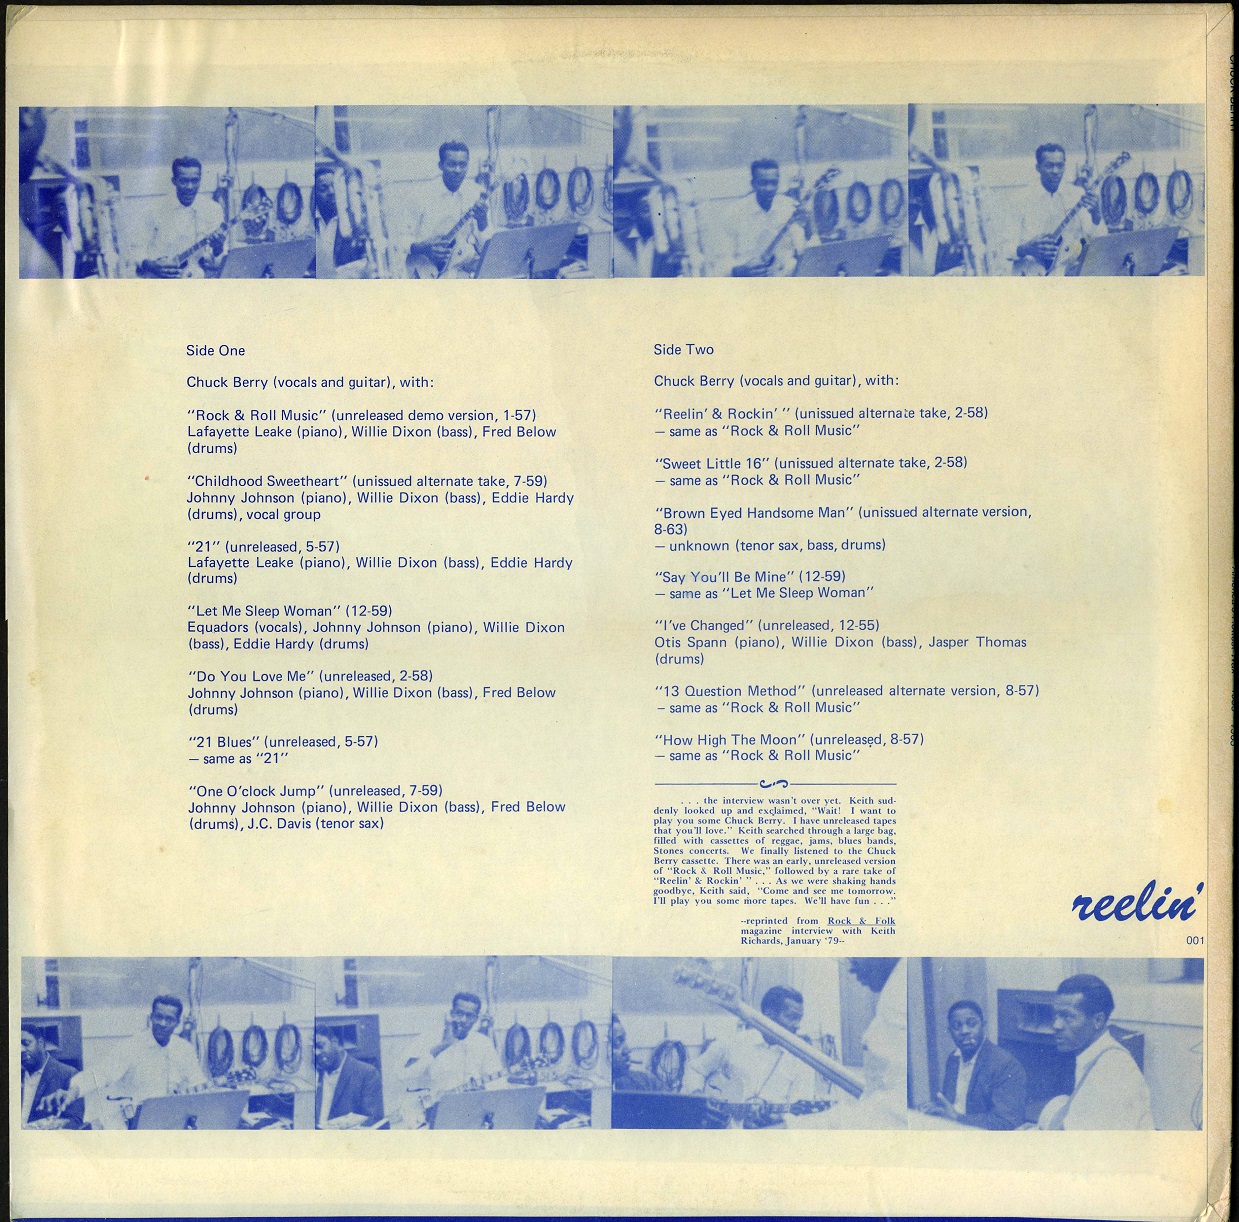 Side One
Chuck Berry (vocals and guitar), with:
"Rock & Roll Music" (unreleased demo version, 1-57)
Lafayette Leake (piano), Willie Dixon (bass), Fred Below
(drums)
"Childhood Sweetheart" (unissued alternate take, 7-59)
Johnny Johnson (piano), Willie Dixon (bass), Eddie Hardy
(drums), vocal group
"21" (unreleased, 5-57)
Lafayette Leake (piano), Willie Dixon (bass), Eddie Hardy
(drums)
"Let Me Sleep Woman" (12-59)
Equadors (vocals), Johnny Johnson (piano), Willie Dixon
(bass), Eddie Hardy (drums)
"Do You Love Me" (unreleased, 2-58)
Johnny Johnson (piano), Willie Dixon (bass), Fred Below
(drums)
"21 Blues" (unreleased, 5-57)
— same as "21"
"One O'clock Jump" (unreleased, 7-59)
Johnny Johnson (piano), Willie Dixon (bass), Fred Below
(drums), J.C. Davis (tenor sax)
Side Two
Chuck Berry (vocals and guitar), with:
"Reelin' & Rockin' " (unissued alternate take, 2-58)
— same as "Rock & Roll Music"
"Sweet Little 16" (unissued alternate take, 2-58)
— same as "Rock & Roll Music"
"Brown Eyed Handsome Man" (unissued alternate version,
8-63)
— unknown (tenor sax, bass, drums)
"Say You'll Be Mine" (12-59)
— same as "Let Me Sleep Woman"
"I've Changed" (unreleased, 12-55)
Otis Spann (piano), Willie Dixon (bass), Jasper Thomas
(drums)
"13 Question Method" (unreleased alternate version, 8-57)
— same as "Rock & Roll Music"
"How High The Moon" (unreleased, 8-57)
— same as "Rock & Roll Music"
. . . the interview wasn't over yet. Keith sud-
denly looked up and exclaimed, "Wait! I want to
play you some Chuck Berry. I have unreleased tapes
that you'll love." Keith searched through a large bag,
filled with cassettes of reggae, jams, blues bands,
Stones concerts. We finally listened to the Chuck
Berry cassette. There was an early, unreleased version
of "Rock & Roll Music," followed by a rare take of
"Reelin' & Rockin' " . . . As we were shaking hands
goodbye, Keith said, "Come and see me tomorrow.
I'll play you some more tapes. We'll have fun . . ."
--reprinted from Rock & Folk
magazine interview with Keith
Richards, January '79--
reelin'
001